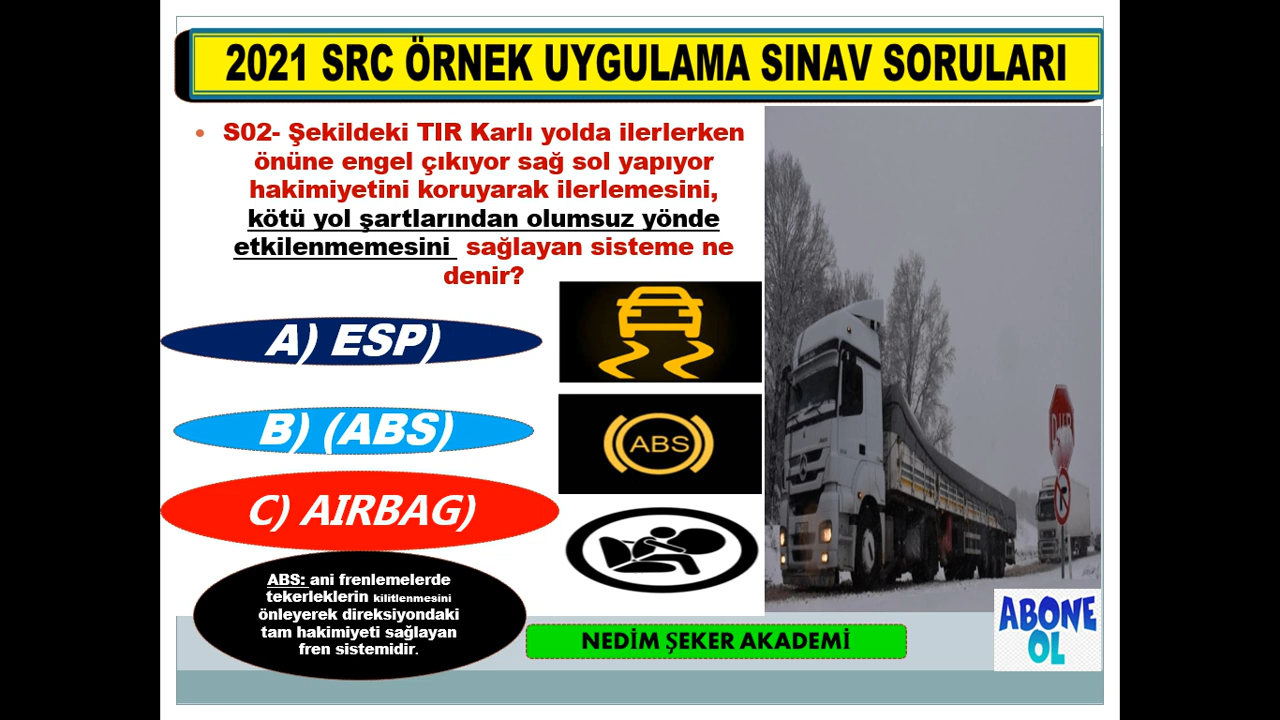 2021 SRC ÖRNEK UYGULAMA SINAV SORULARI
• S02- Şekildeki TIR Karlı yolda ilerlerken
önüne engel çıkıyor sağ sol yapıyor
hakimiyetini koruyarak ilerlemesini,
kötü yol şartlarından olumsuz yönde
etkilenmemesini sağlayan sisteme ne
denir?
A) ESP)
B) (ABS)
ABS
C) AIRBAG)
ABS: ani frenlemelerde
tekerleklerin kilitlenmesini
önleyerek direksiyondaki
tam hakimiyeti sağlayan
fren sistemidir.
NEDİM ŞEKER AKADEMİ
ABONE
OL